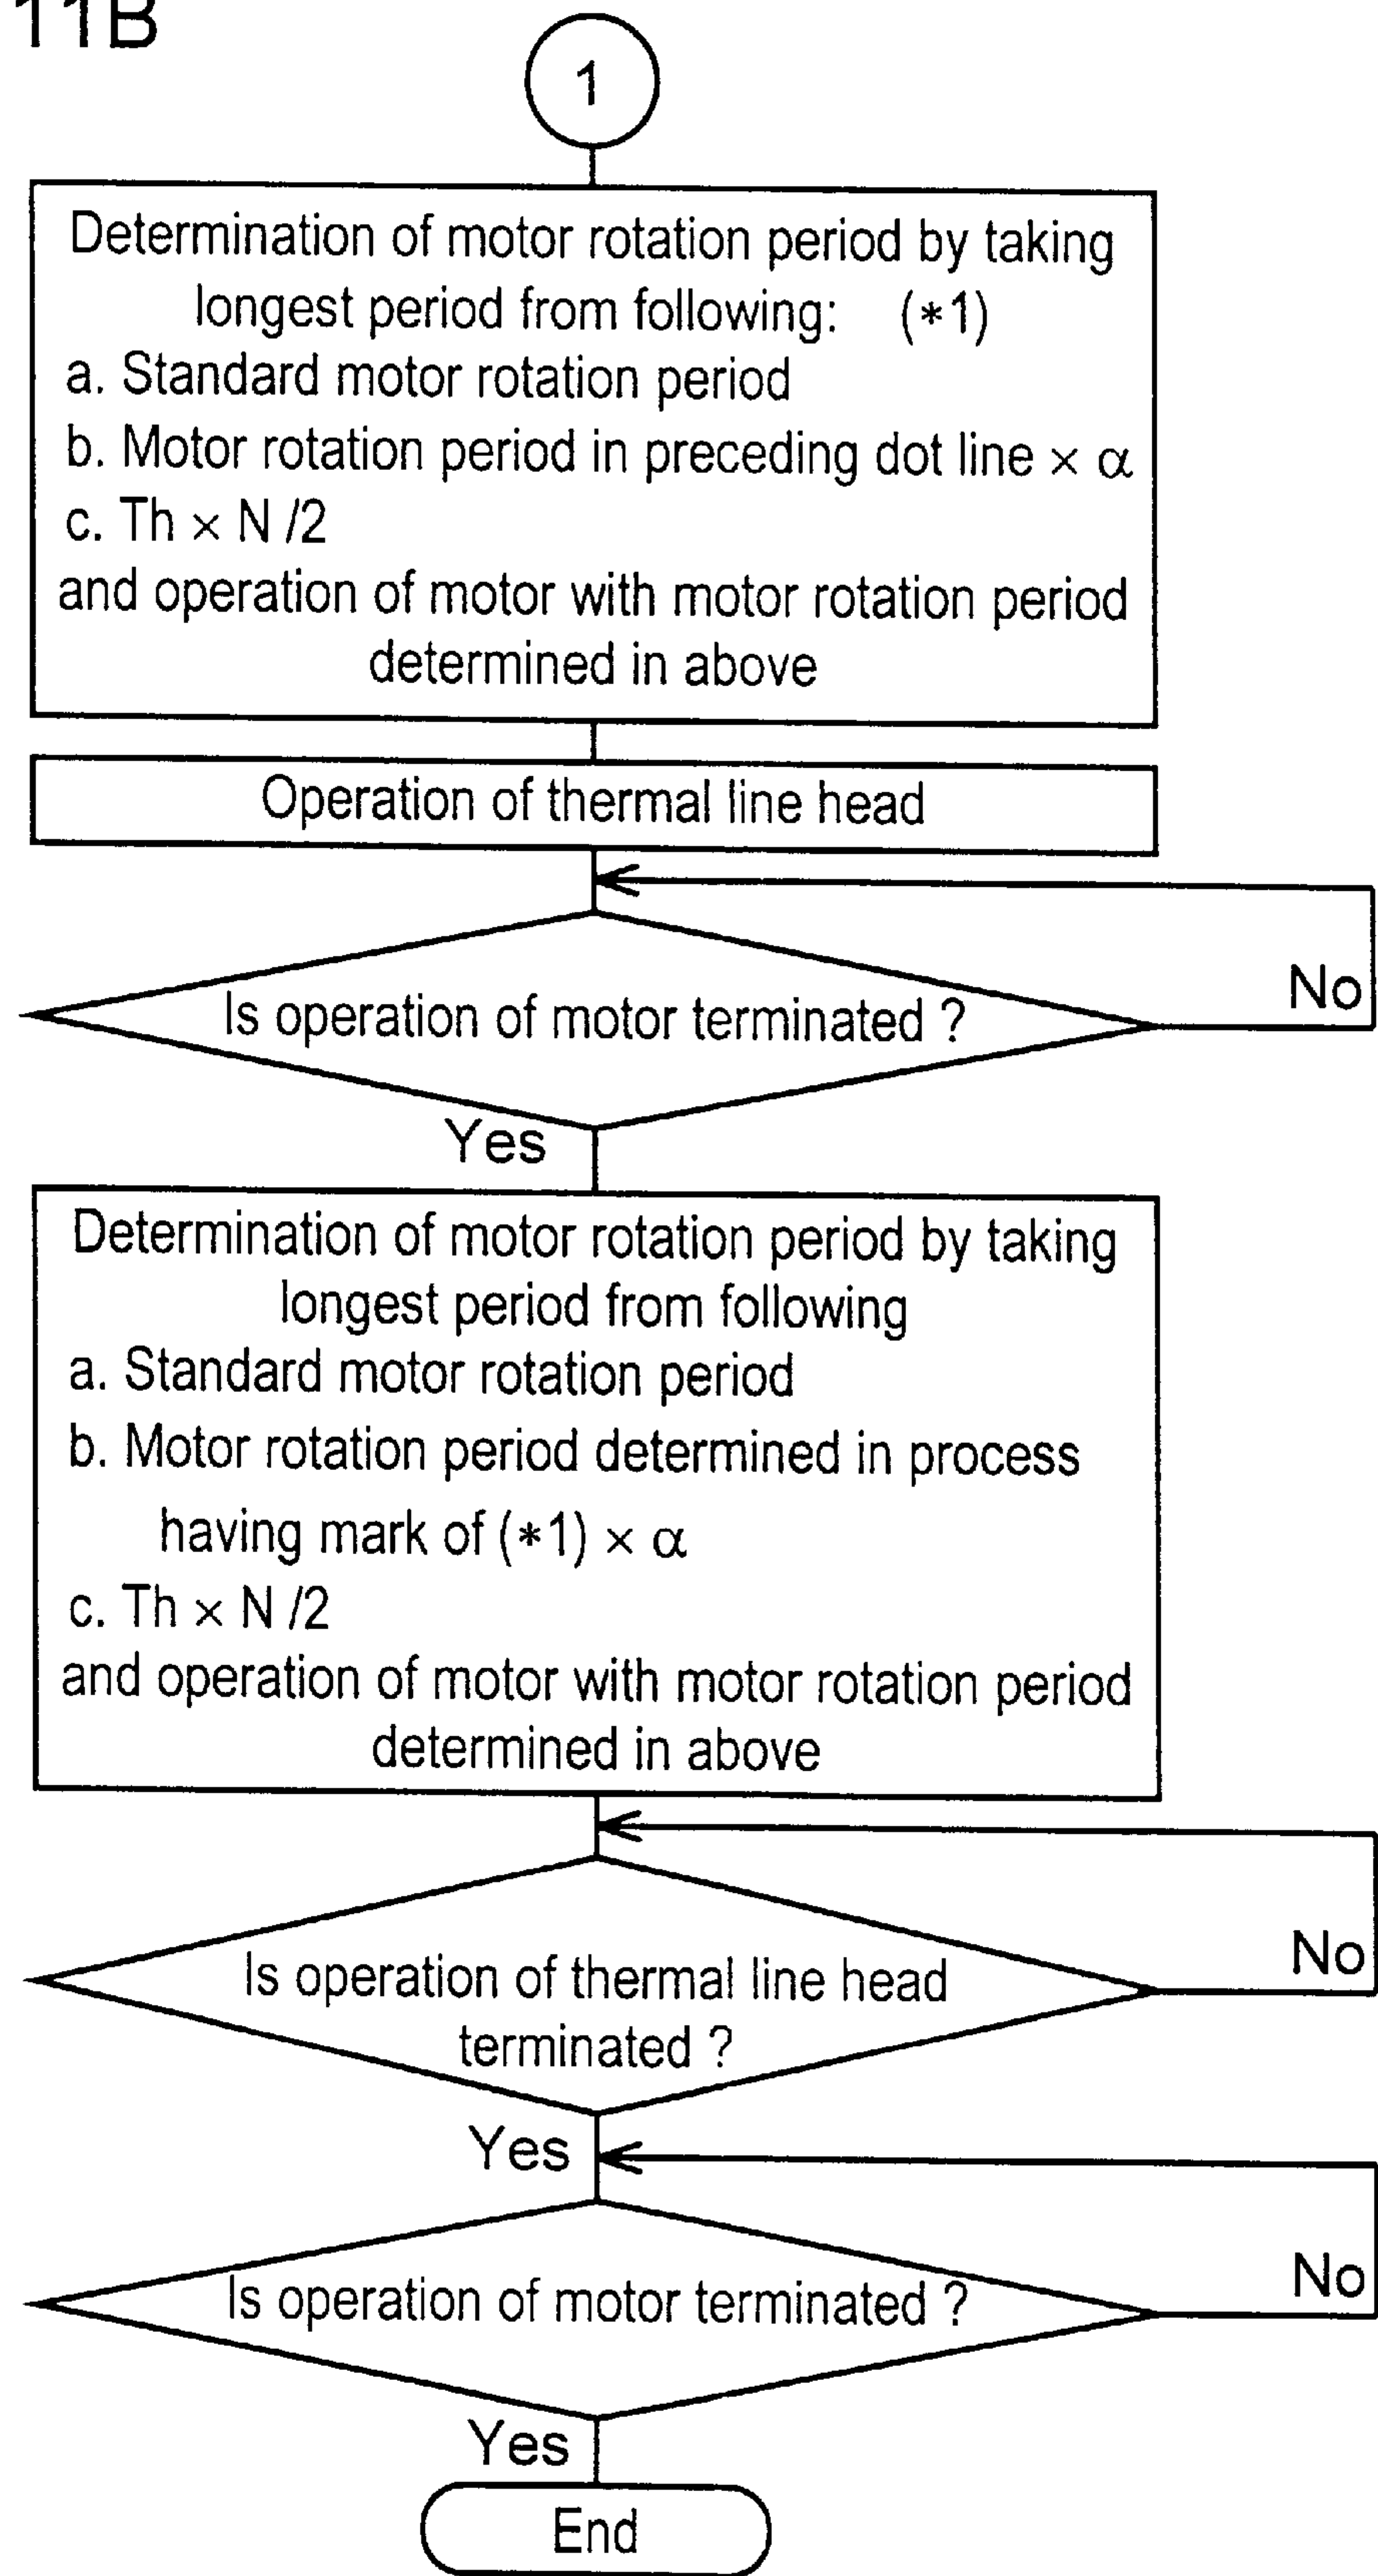 11B
1
Determination of motor rotation period by taking
longest period from following: (*1)
a. Standard motor rotation period
b. Motor rotation period in preceding dot line × α
c. Th × N /2
and operation of motor with motor rotation period
determined in above
Operation of thermal line head
No
Is operation of motor terminated ?
Yes
Determination of motor rotation period by taking
longest period from following
a. Standard motor rotation period
b. Motor rotation period determined in process
having mark of (*1) × α
c. Th × N /2
and operation of motor with motor rotation period
determined in above
No
Is operation of thermal line head
terminated ?
Yes
No
Is operation of motor terminated ?
Yes
End